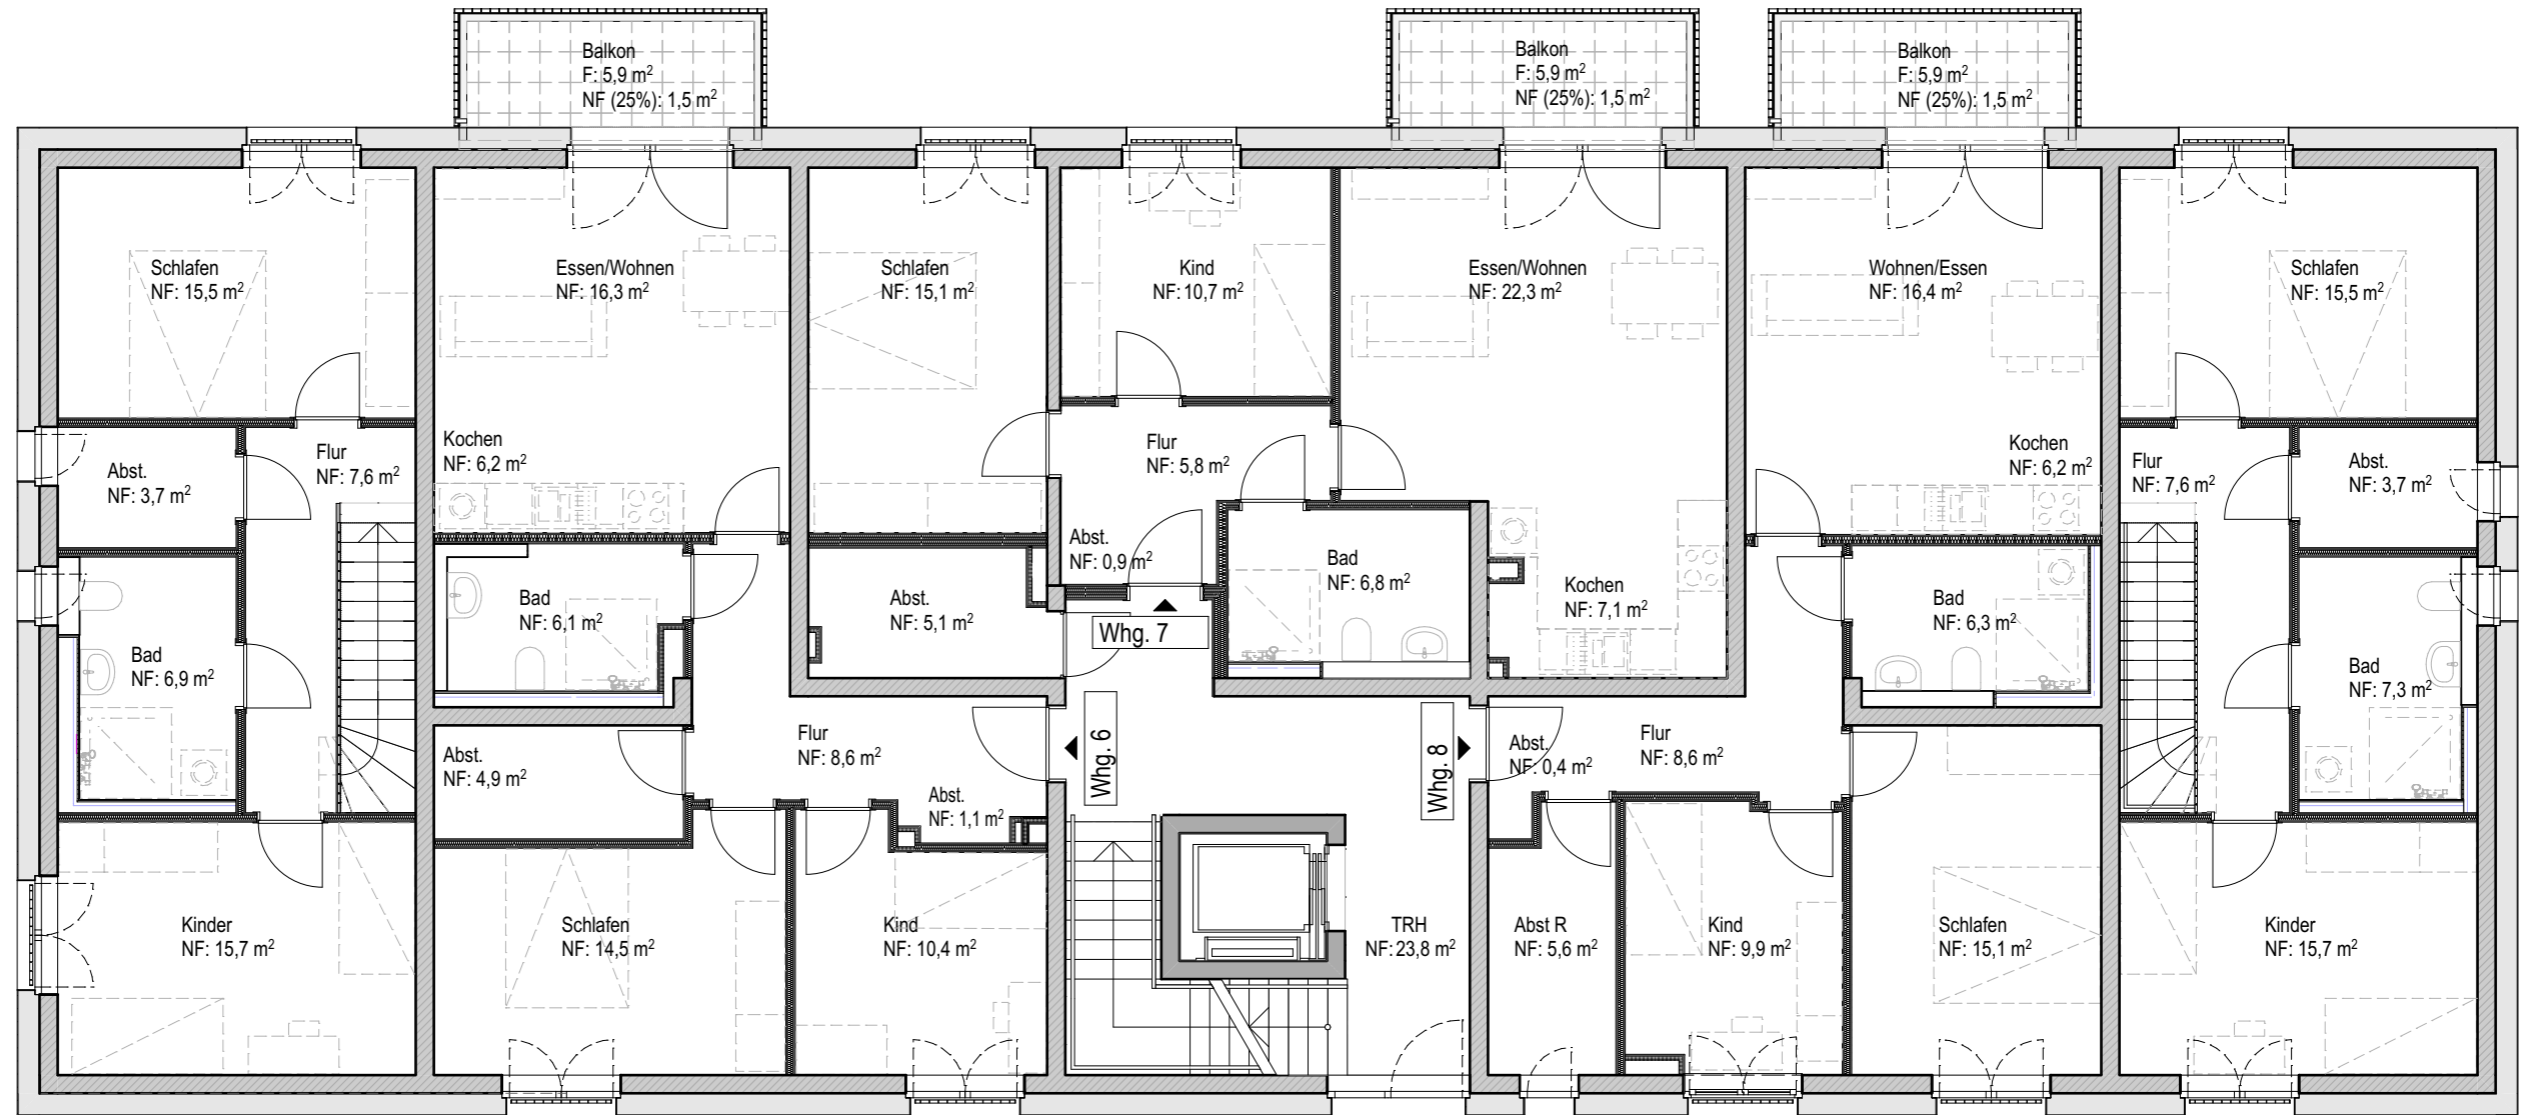 Balkon
F: 5,9 m²
NF (25%): 1,5 m²
Balkon
F: 5,9 m²
NF (25%): 1,5 m²
Balkon
F: 5,9 m²
NF (25%): 1,5 m²
Schlafen
NF: 15,5 m²
Essen/Wohnen
NF: 16,3 m²
Schlafen
NF: 15,1 m²
Kind
NF: 10,7 m²
Essen/Wohnen
NF: 22,3 m²
Wohnen/Essen
NF: 16,4 m²
Schlafen
NF: 15,5 m²
Abst.
NF: 3,7 m²
Flur
NF: 7,6 m²
Kochen
NF: 6,2 m²
Flur
NF: 5,8 m²
Kochen
NF: 6,2 m²
Flur
NF: 7,6 m²
Abst.
NF: 3,7 m²
Abst.
NF: 0,9 m²
Bad
NF: 6,9 m²
Bad
NF: 6,1 m²
Abst.
NF: 5,1 m²
Whg. 7
Bad
NF: 6,8 m²
Kochen
NF: 7,1 m²
Bad
NF: 6,3 m²
Bad
NF: 7,3 m²
Abst.
NF: 4,9 m²
Flur
NF: 8,6 m²
Whg. 6
Whg. 8
Abst.
NF: 0,4 m²
Flur
NF: 8,6 m²
Abst.
NF: 1,1 m²
Kinder
NF: 15,7 m²
Schlafen
NF: 14,5 m²
Kind
NF: 10,4 m²
TRH
NF: 23,8 m²
Abst R
NF: 5,6 m²
Kind
NF: 9,9 m²
Schlafen
NF: 15,1 m²
Kinder
NF: 15,7 m²